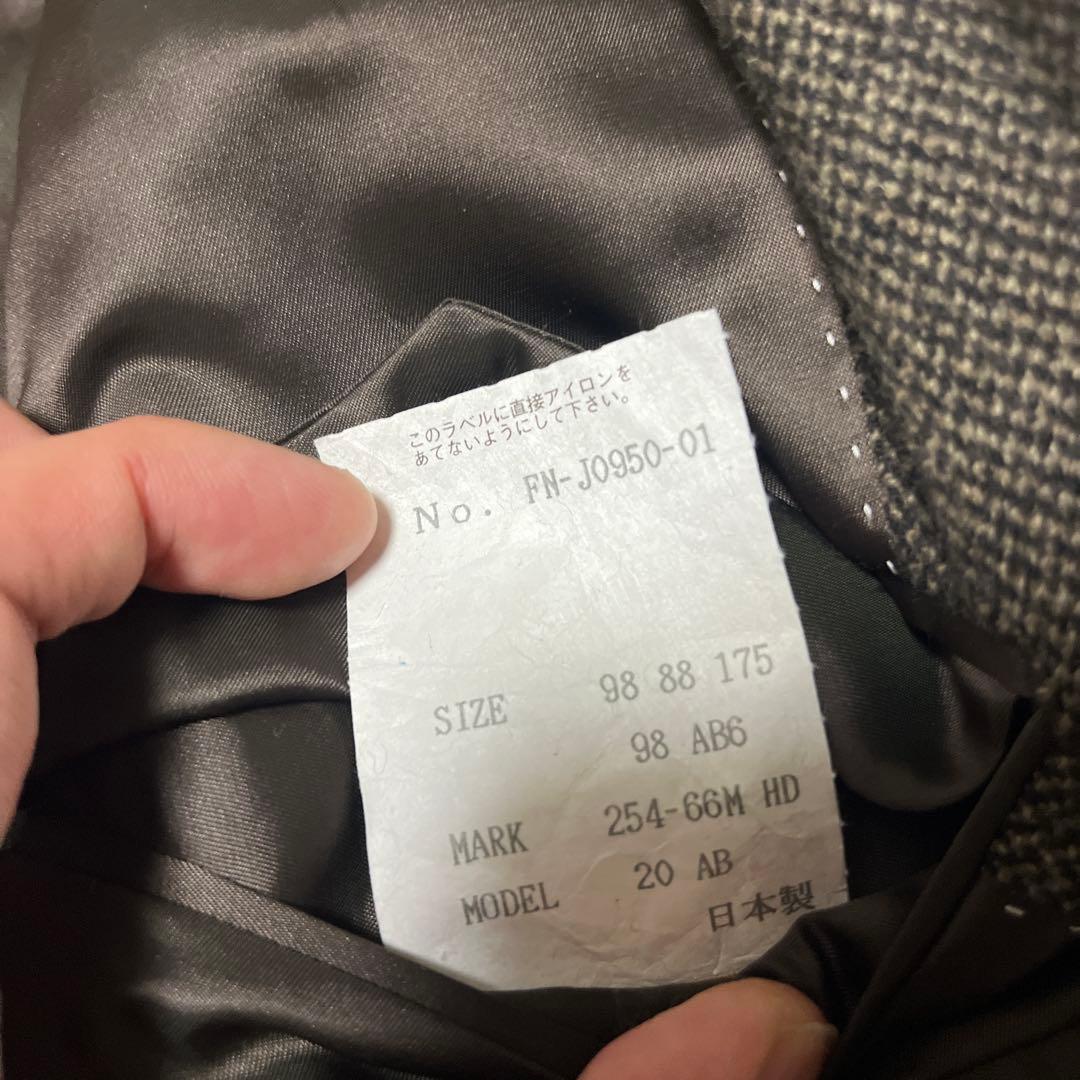 このラベルに直接アイロンを
あてないようにして下さい。
No. FN-J0950-01
SIZE 98 88 175
98 AB6
MARK 254-66M HD
MODEL 20 AB
日本製